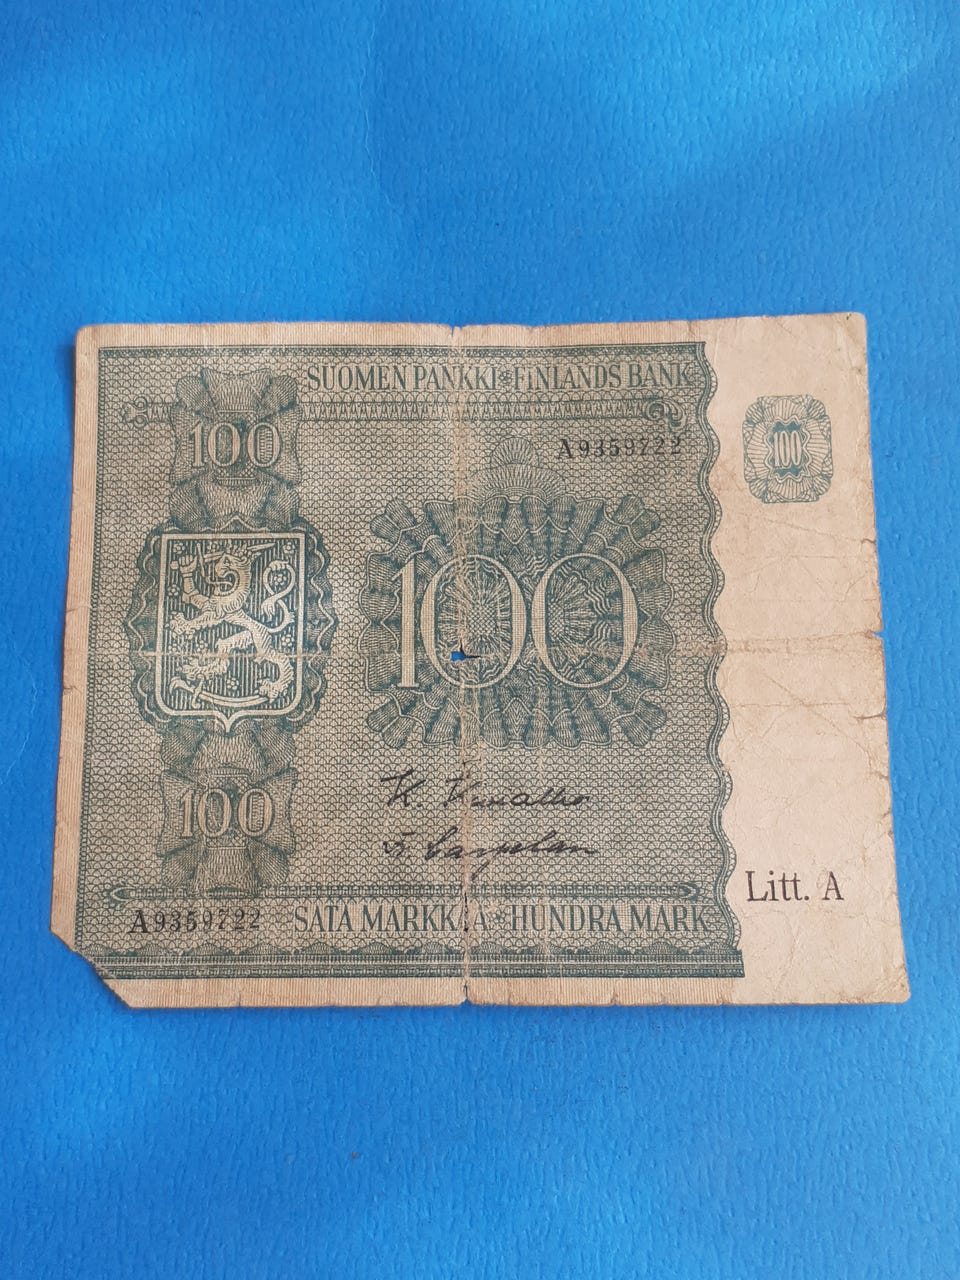 SUOMEN PANKKI FINLANDS BANK
100
100
A9359722
100
100
A9359722
SATA MARKKAA HUNDRA MARK
Litt. A